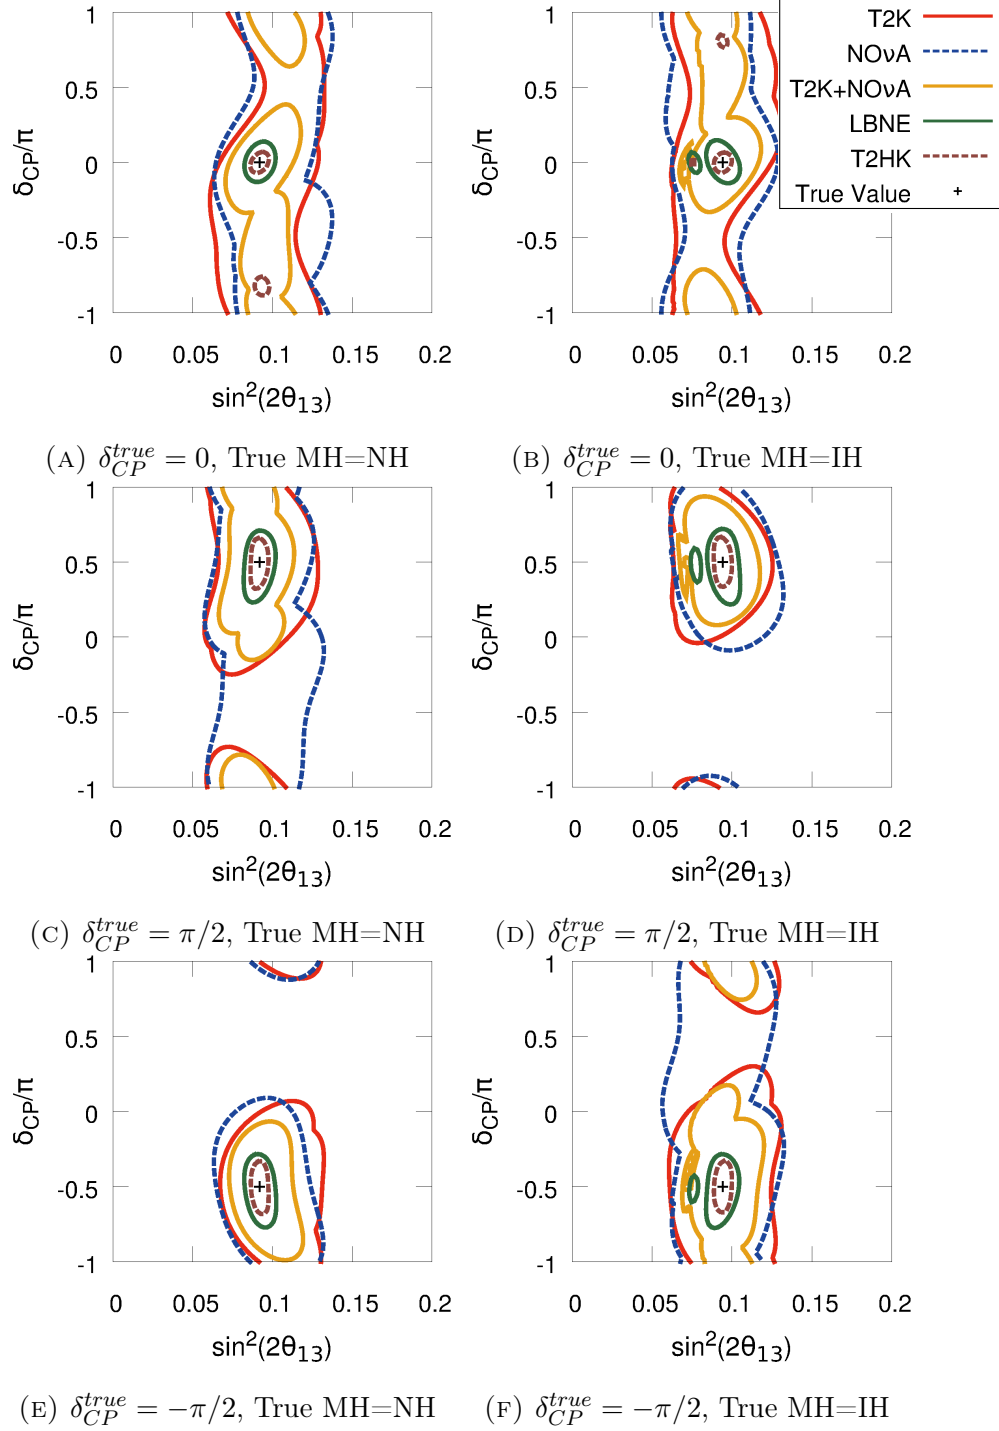 T2K
NOνA
T2K+NOνA
LBNE
T2HK
True Value
1
0.5
0
-0.5
-1
δCP/π
0 0.05 0.1 0.15 0.2
sin²(2θ₁₃)
(A) δ_CP^true = 0, True MH=NH
1
0.5
0
-0.5
-1
δCP/π
0 0.05 0.1 0.15 0.2
sin²(2θ₁₃)
(B) δ_CP^true = 0, True MH=IH
1
0.5
0
-0.5
-1
δCP/π
0 0.05 0.1 0.15 0.2
sin²(2θ₁₃)
(C) δ_CP^true = π/2, True MH=NH
1
0.5
0
-0.5
-1
δCP/π
0 0.05 0.1 0.15 0.2
sin²(2θ₁₃)
(D) δ_CP^true = π/2, True MH=IH
1
0.5
0
-0.5
-1
δCP/π
0 0.05 0.1 0.15 0.2
sin²(2θ₁₃)
(E) δ_CP^true = −π/2, True MH=NH
1
0.5
0
-0.5
-1
δCP/π
0 0.05 0.1 0.15 0.2
sin²(2θ₁₃)
(F) δ_CP^true = −π/2, True MH=IH